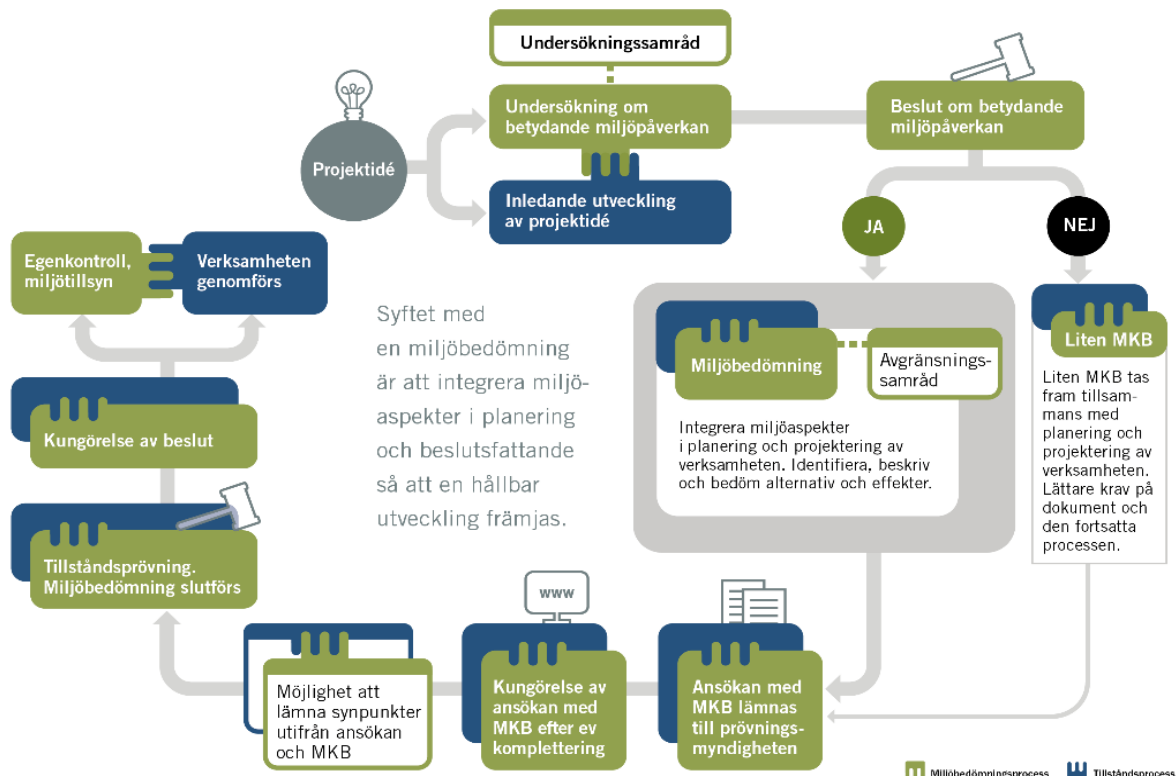 Undersökningssamråd
Undersökning om
betydande miljöpåverkan
Beslut om betydande
miljöpåverkan
Projektidé
Inledande utveckling
av projektidé
JA
NEJ
Egenkontroll,
miljötillsyn
Verksamheten
genomförs
Syftet med
en miljöbedömning
är att integrera miljö-
aspekter i planering
och beslutsfattande
så att en hållbar
utveckling främjas.
Miljöbedömning
Avgränsnings-
samråd
Integrera miljöaspekter
i planering och projektering av
verksamheten. Identifiera, beskriv
och bedöm alternativ och effekter.
Liten MKB
Liten MKB tas
fram tillsam-
mans med
planering och
projektering av
verksamheten.
Lättare krav på
dokument och
den fortsatta
processen.
Kungörelse av beslut
Tillståndsprövning.
Miljöbedömning slutförs
Möjlighet att
lämna synpunkter
utifrån ansökan
och MKB
www
Kungörelse av
ansökan med
MKB efter ev
komplettering
Ansökan med
MKB lämnas
till prövnings-
myndigheten
Miljöbedömningsprocess
Tillståndsprocess